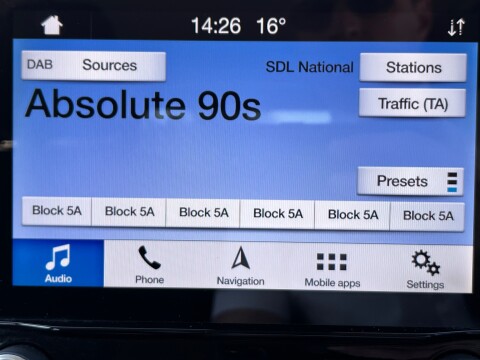 14:26 16°
DAB Sources
SDL National
Stations
Absolute 90s
Traffic (TA)
Presets
Block 5A Block 5A Block 5A Block 5A Block 5A Block 5A
Audio Phone Navigation Mobile apps Settings